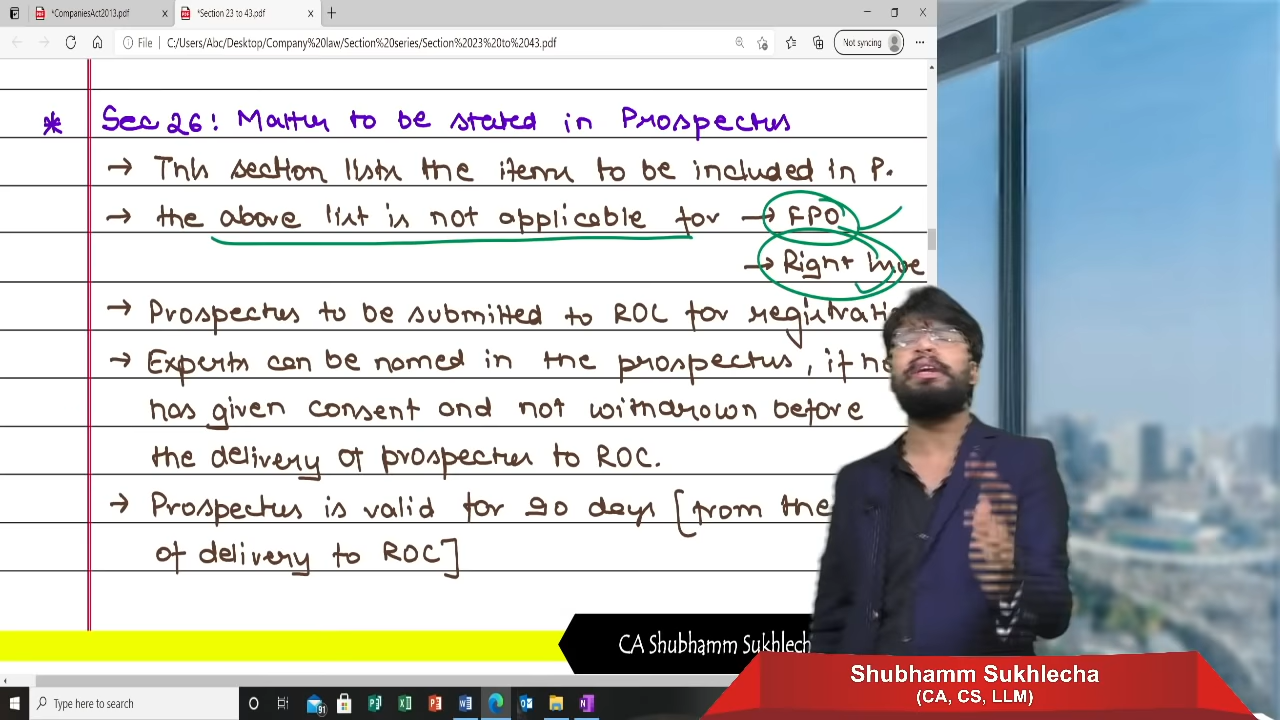 *CompaniesAct2013.pdf
*Section 23 to 43.pdf
File C:/Users/Abc/Desktop/Company%20law/Section%20series/Section%2023%20to%2043.pdf
Not syncing
* Sec 26: Matter to be stated in Prospectus
→ This section lists the items to be included in P.
→ the above list is not applicable for → FPO
→ Right
→ Prospectus to be submitted to ROC for
→ Experts can be named in the prospectus, if
has given consent and not withdrawn before
the delivery of prospectus to ROC.
→ Prospectus is valid for 90 days [from the
of delivery to ROC]
CA Shubhamm
Shubhamm Sukhlecha
(CA, CS, LLM)
Type here to search